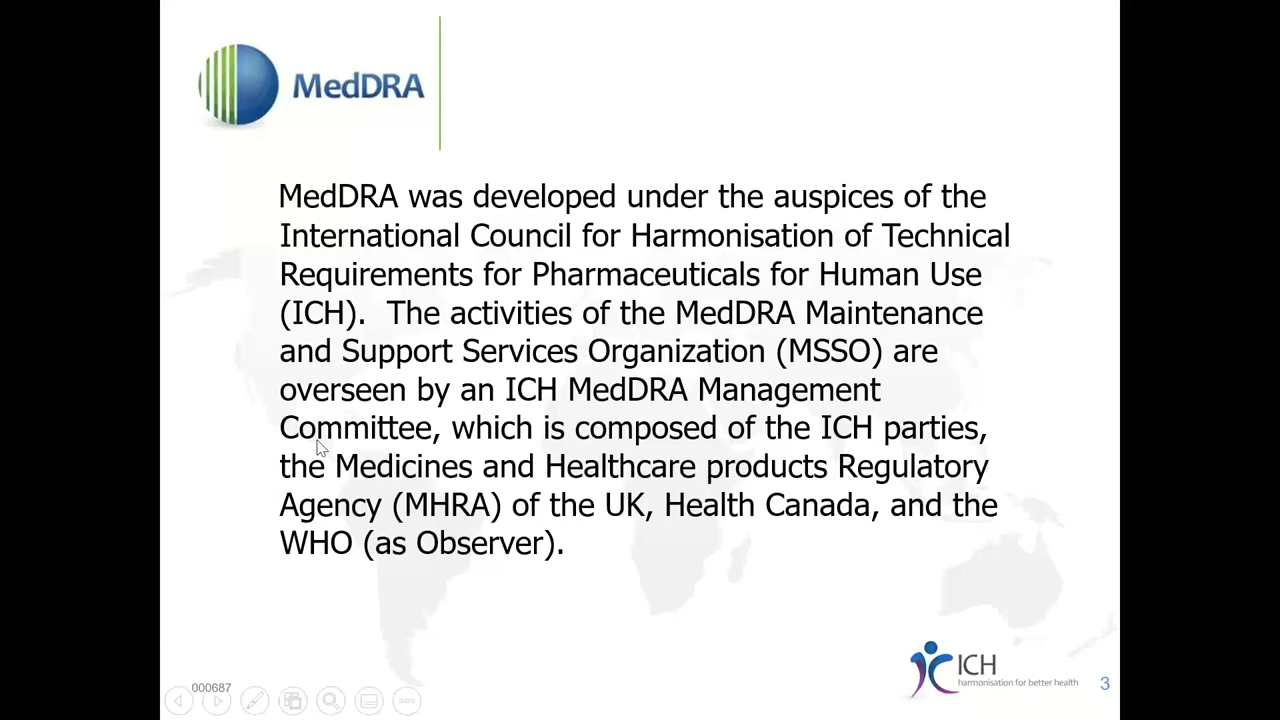 MedDRA
MedDRA was developed under the auspices of the
International Council for Harmonisation of Technical
Requirements for Pharmaceuticals for Human Use
(ICH).  The activities of the MedDRA Maintenance
and Support Services Organization (MSSO) are
overseen by an ICH MedDRA Management
Committee, which is composed of the ICH parties,
the Medicines and Healthcare products Regulatory
Agency (MHRA) of the UK, Health Canada, and the
WHO (as Observer).
000687
ICH
harmonisation for better health
3